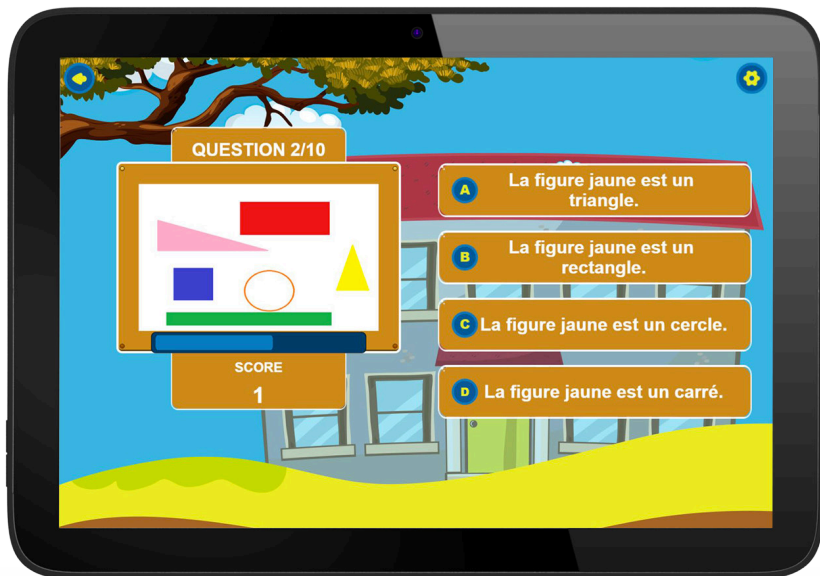 QUESTION 2/10
SCORE
1
A
La figure jaune est un
triangle.
B
La figure jaune est un
rectangle.
C
La figure jaune est un cercle.
D
La figure jaune est un carré.